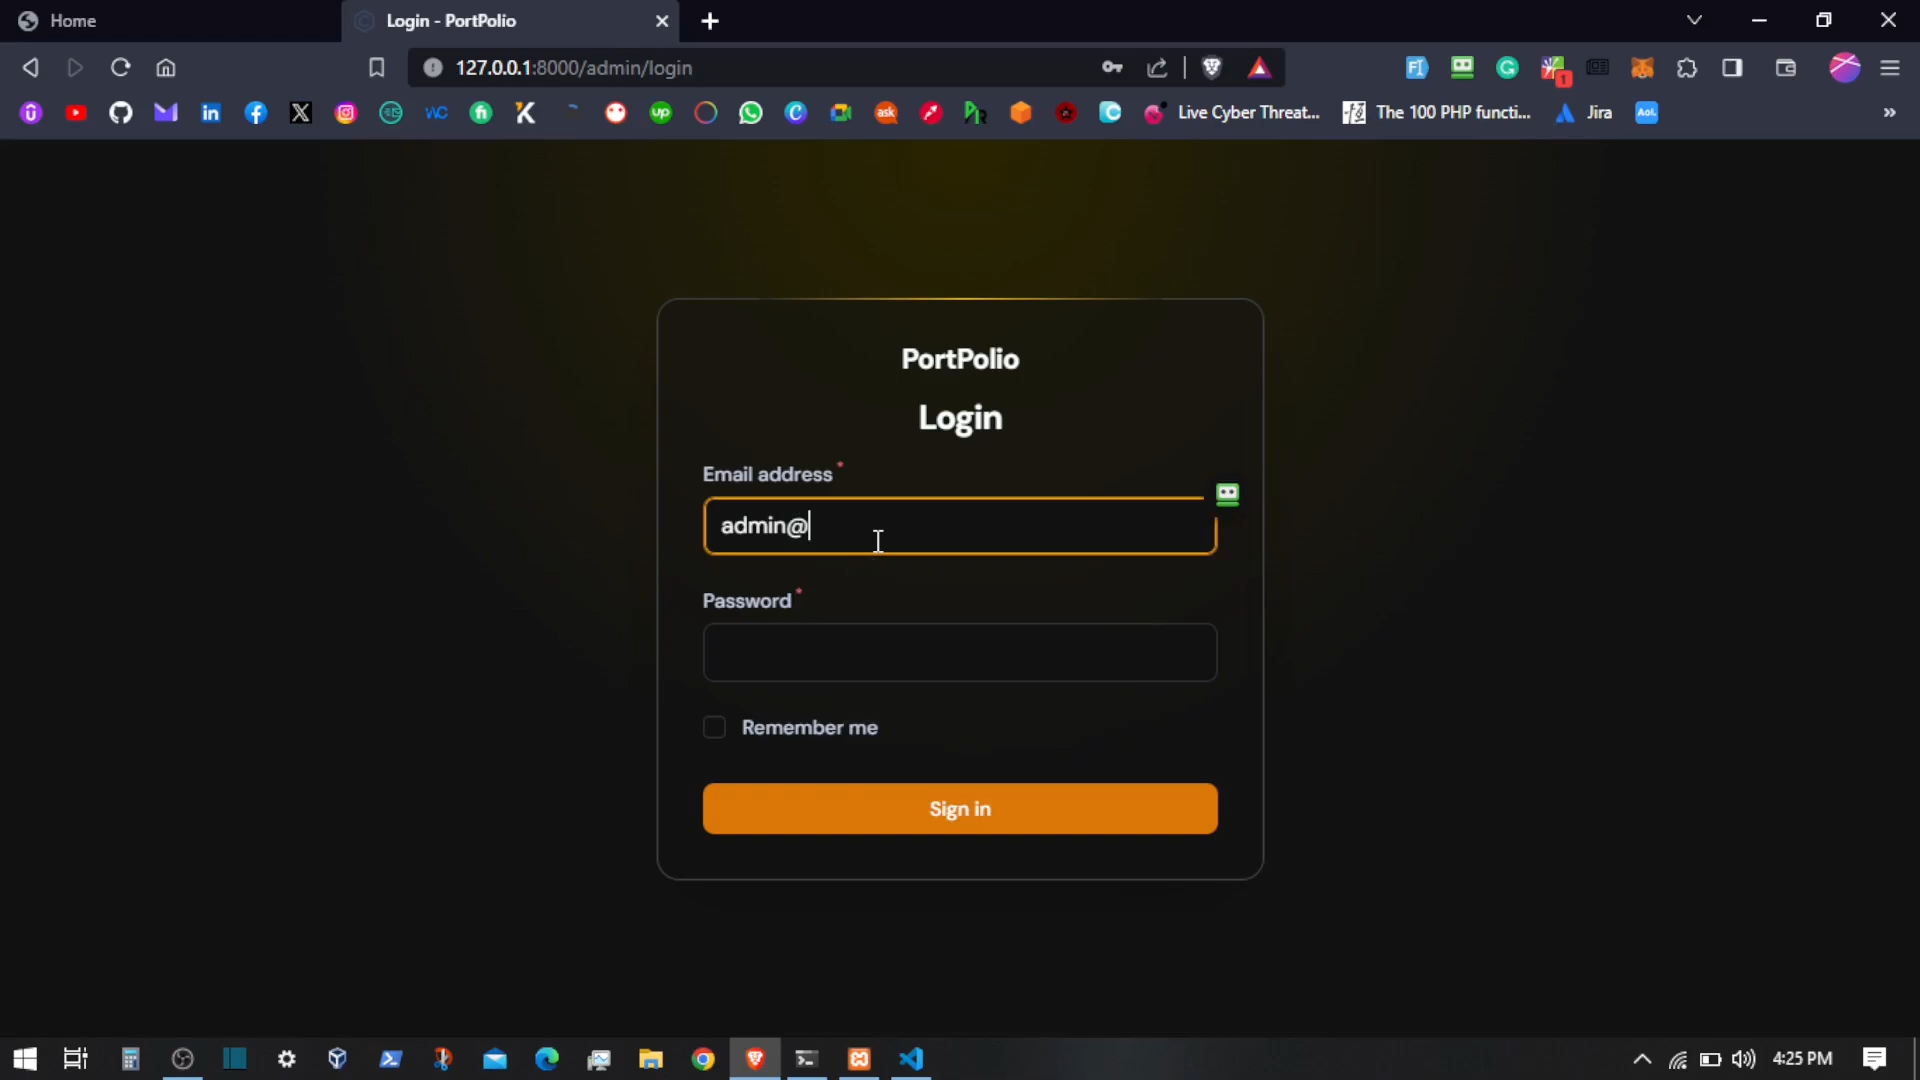 Home
Login - PortPolio
127.0.0.1:8000/admin/login
1
Live Cyber Threat...
The 100 PHP functi...
Jira
PortPolio
Login
Email address *
admin@
Password *
Remember me
Sign in
4:25 PM